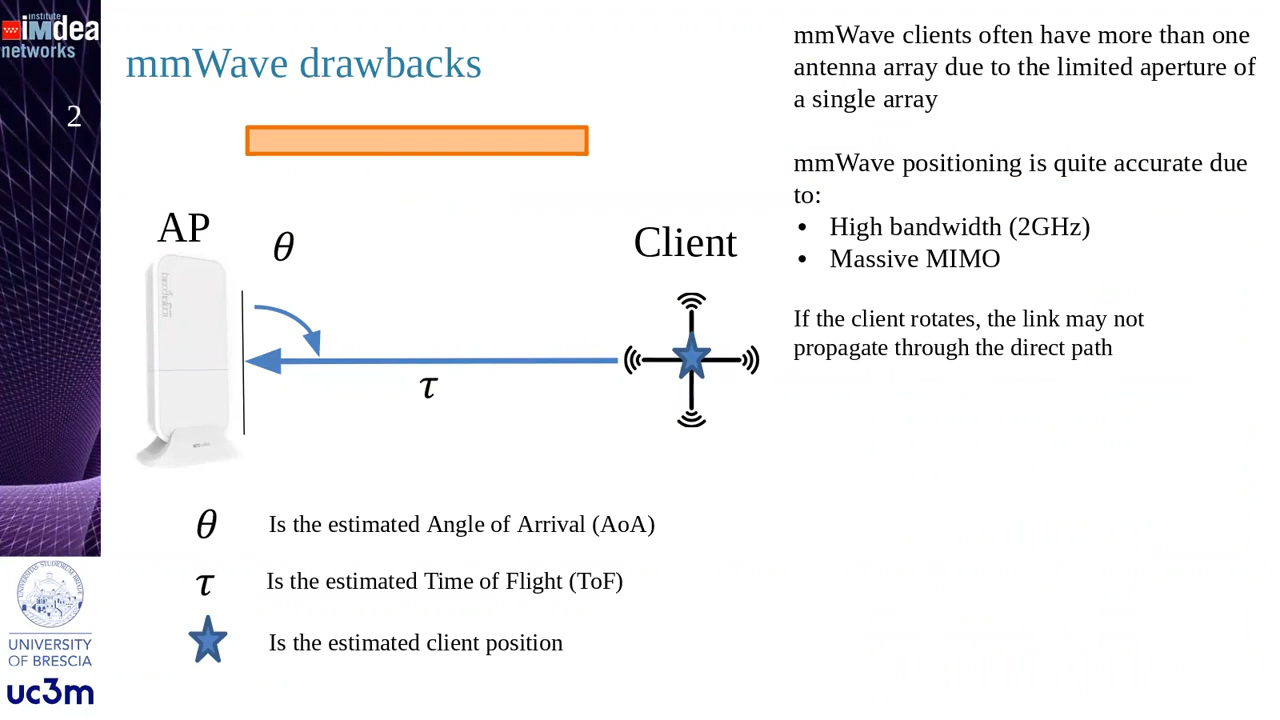 institute
iMdea
networks
2
mmWave drawbacks
AP
θ
Client
τ
θ Is the estimated Angle of Arrival (AoA)
τ Is the estimated Time of Flight (ToF)
Is the estimated client position
mmWave clients often have more than one
antenna array due to the limited aperture of
a single array
mmWave positioning is quite accurate due
to:
• High bandwidth (2GHz)
• Massive MIMO
If the client rotates, the link may not
propagate through the direct path
UNIVERSITY
OF BRESCIA
uc3m